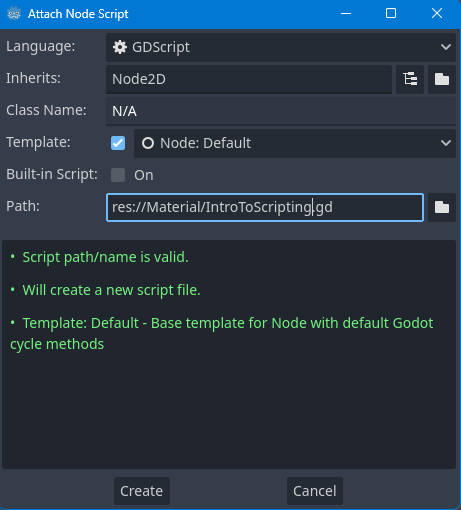 Attach Node Script
Language: GDScript
Inherits: Node2D
Class Name: N/A
Template: Node: Default
Built-in Script: On
Path: res://Material/IntroToScripting.gd
• Script path/name is valid.
• Will create a new script file.
• Template: Default - Base template for Node with default Godot
cycle methods
Create Cancel